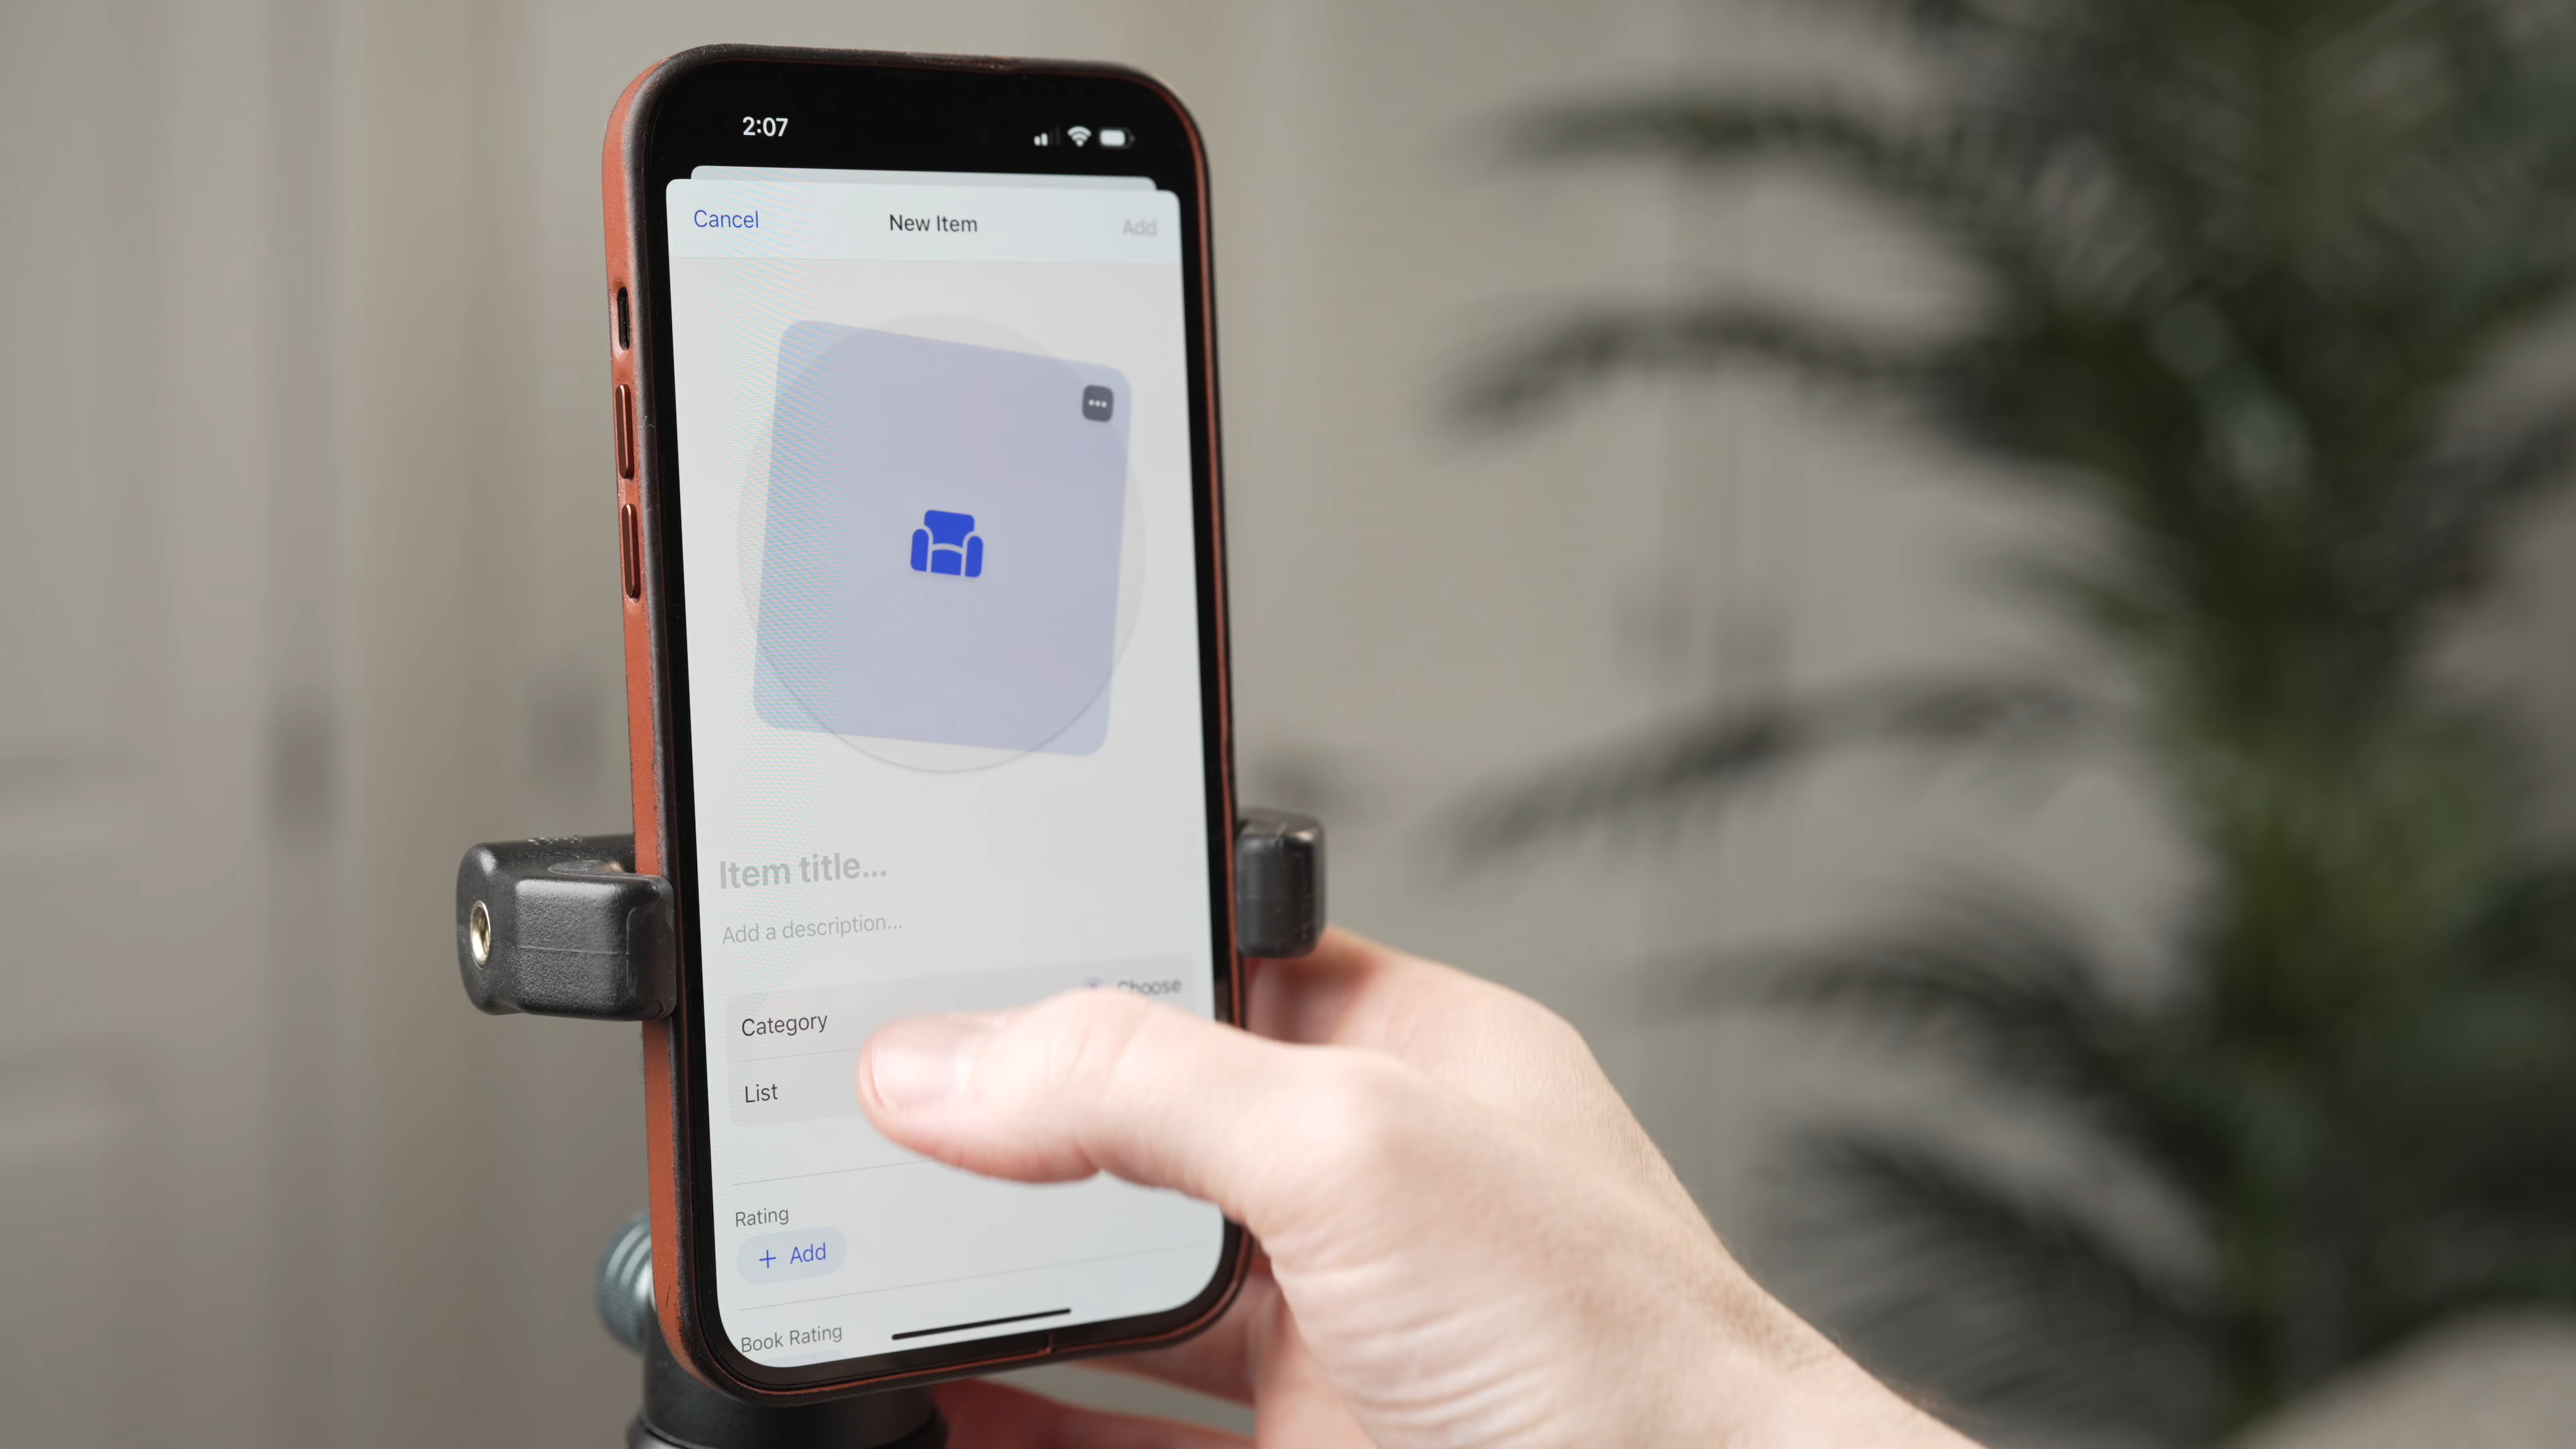 2:07
Cancel New Item Add
Item title...
Add a description...
Choose
Category
List
Rating
+ Add
Book Rating